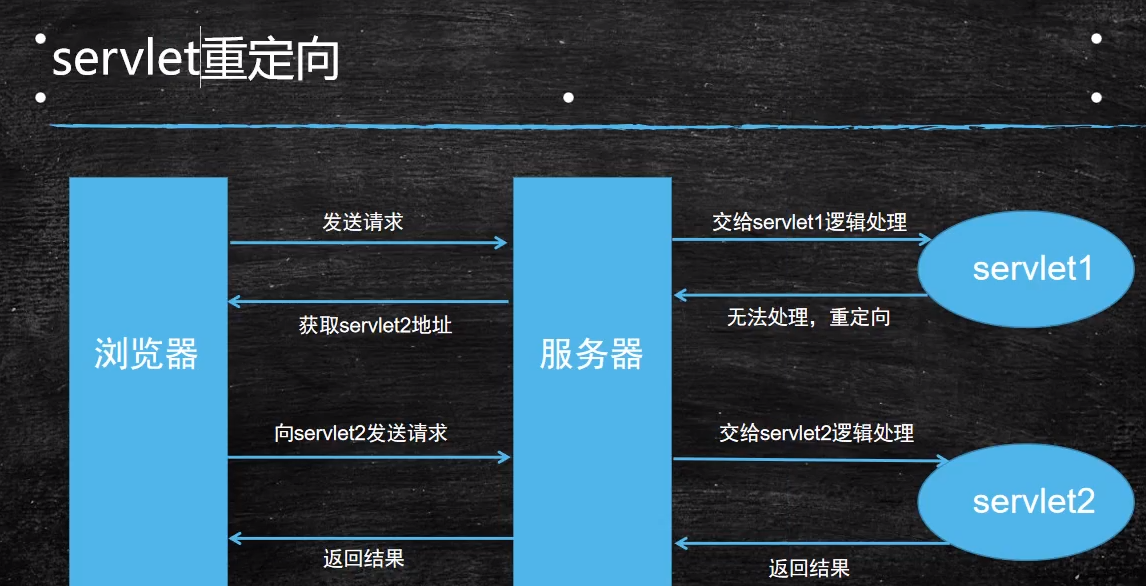 servlet重定向
发送请求
交给servlet1逻辑处理
servlet1
获取servlet2地址
无法处理，重定向
浏览器
服务器
向servlet2发送请求
交给servlet2逻辑处理
servlet2
返回结果
返回结果